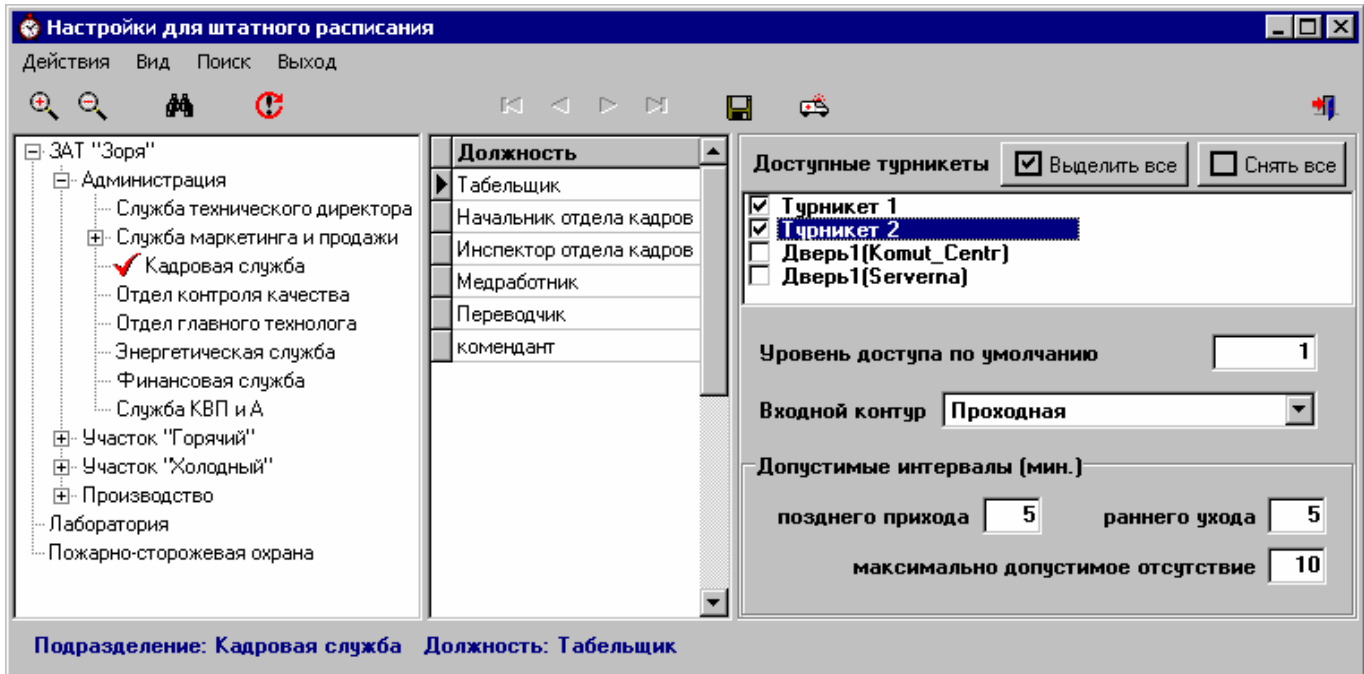 Настройки для штатного расписания
Действия Вид Поиск Выход
ЗАТ "Зоря"
Администрация
Служба технического директора
Служба маркетинга и продажи
Кадровая служба
Отдел контроля качества
Отдел главного технолога
Энергетическая служба
Финансовая служба
Служба КВП и А
Участок "Горячий"
Участок "Холодный"
Производство
Лаборатория
Пожарно-сторожевая охрана
Должность
Табельщик
Начальник отдела кадров
Инспектор отдела кадров
Медработник
Переводчик
комендант
Доступные турникеты Выделить все Снять все
Турникет 1
Турникет 2
Дверь1(Komut_Centr)
Дверь1(Serverna)
Уровень доступа по умолчанию 1
Входной контур Проходная
Допустимые интервалы (мин.)
позднего прихода 5 раннего ухода 5
максимально допустимое отсутствие 10
Подразделение: Кадровая служба Должность: Табельщик